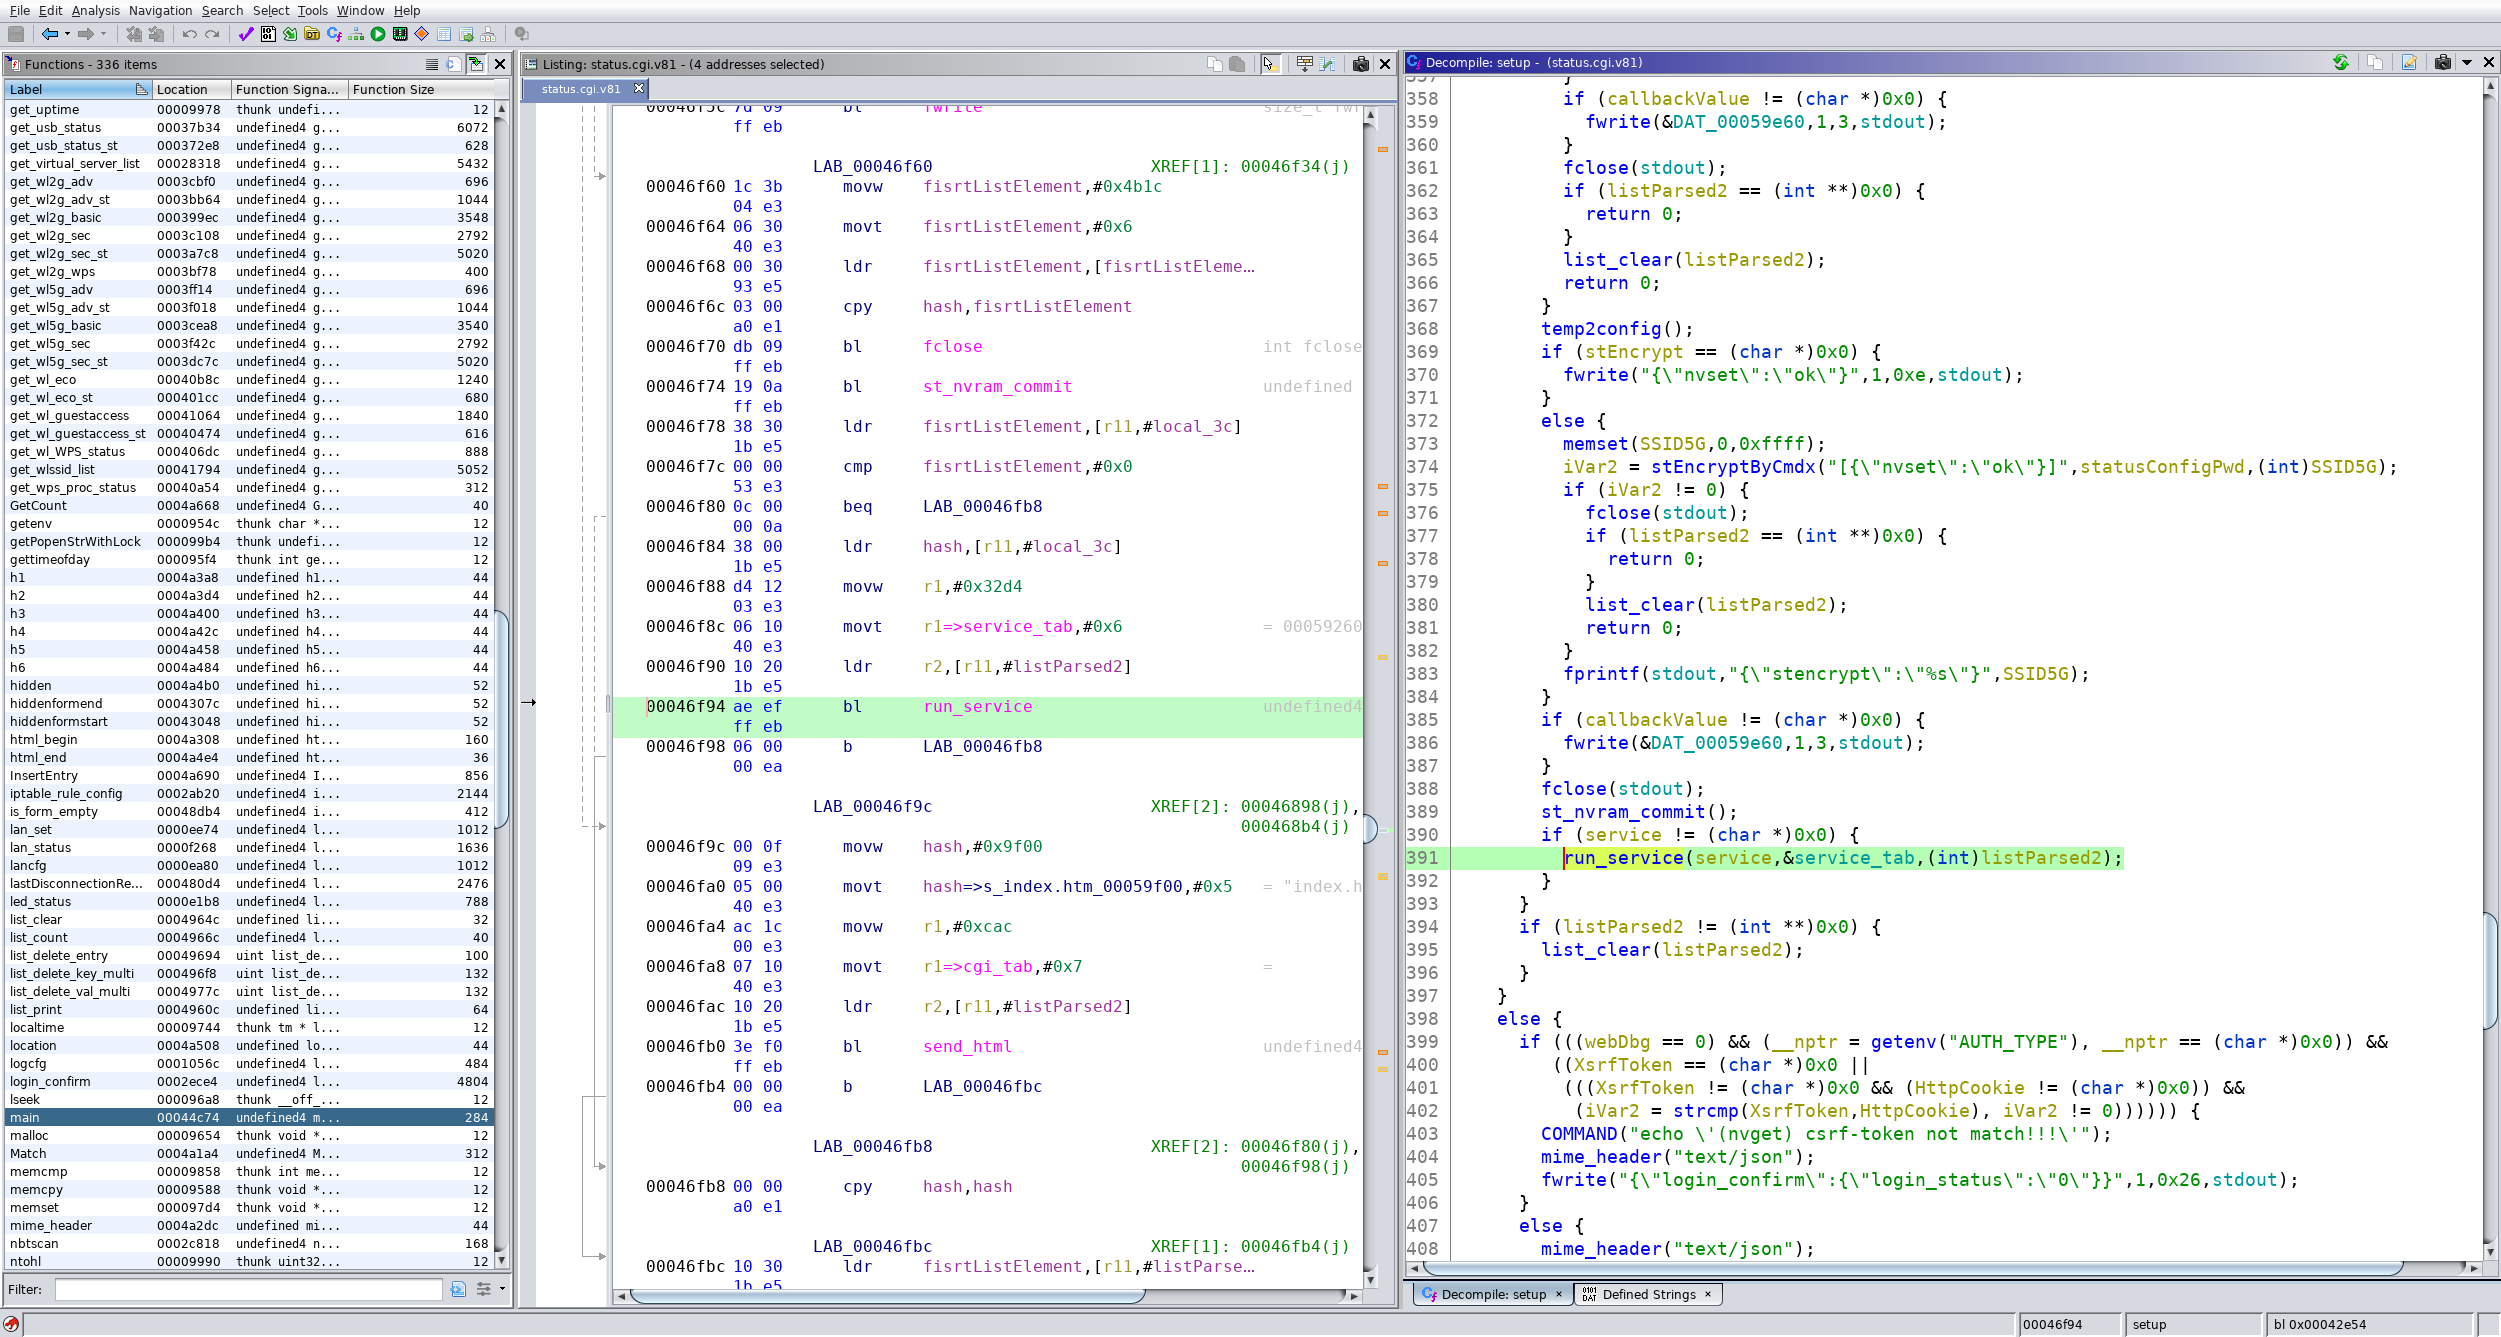 File Edit Analysis Navigation Search Select Tools Window Help
Functions - 336 items
Label Location Function Signa... Function Size
get_uptime 00009978 thunk undefi... 12
get_usb_status 00037b34 undefined4 g... 6072
get_usb_status_st 000372e8 undefined4 g... 628
get_virtual_server_list 00028318 undefined4 g... 5432
get_wl2g_adv 0003cbf0 undefined4 g... 696
get_wl2g_adv_st 0003bb64 undefined4 g... 1044
get_wl2g_basic 000399ec undefined4 g... 3548
get_wl2g_sec 0003c108 undefined4 g... 2792
get_wl2g_sec_st 0003a7c8 undefined4 g... 5020
get_wl2g_wps 0003bf78 undefined4 g... 400
get_wl5g_adv 0003ff14 undefined4 g... 696
get_wl5g_adv_st 0003f018 undefined4 g... 1044
get_wl5g_basic 0003cea8 undefined4 g... 3540
get_wl5g_sec 0003f42c undefined4 g... 2792
get_wl5g_sec_st 0003dc7c undefined4 g... 5020
get_wl_eco 00040b8c undefined4 g... 1240
get_wl_eco_st 000401cc undefined4 g... 680
get_wl_guestaccess 00041064 undefined4 g... 1840
get_wl_guestaccess_st 00040474 undefined4 g... 616
get_wl_WPS_status 000406dc undefined4 g... 888
get_wlssid_list 00041794 undefined4 g... 5052
get_wps_proc_status 00040a54 undefined4 g... 312
GetCount 0004a668 undefined4 G... 40
getenv 0000954c thunk char *... 12
getPopenStrWithLock 000099b4 thunk undefi... 12
gettimeofday 000095f4 thunk int ge... 12
h1 0004a3a8 undefined h1... 44
h2 0004a3d4 undefined h2... 44
h3 0004a400 undefined h3... 44
h4 0004a42c undefined h4... 44
h5 0004a458 undefined h5... 44
h6 0004a484 undefined h6... 44
hidden 0004a4b0 undefined hi... 52
hiddenformend 0004307c undefined hi... 52
hiddenformstart 00043048 undefined hi... 52
html_begin 0004a308 undefined ht... 160
html_end 0004a4e4 undefined ht... 36
InsertEntry 0004a690 undefined4 I... 856
iptable_rule_config 0002ab20 undefined4 i... 2144
is_form_empty 00048db4 undefined4 i... 412
lan_set 0000ee74 undefined4 l... 1012
lan_status 0000f268 undefined4 l... 1636
lancfg 0000ea80 undefined4 l... 1012
lastDisconnectionRe... 000480d4 undefined4 l... 2476
led_status 0000e1b8 undefined4 l... 788
list_clear 0004964c undefined li... 32
list_count 0004966c undefined4 l... 40
list_delete_entry 00049694 uint list_de... 100
list_delete_key_multi 000496f8 uint list_de... 132
list_delete_val_multi 0004977c uint list_de... 132
list_print 0004960c undefined li... 64
localtime 00009744 thunk tm * l... 12
location 0004a508 undefined lo... 44
logcfg 0001056c undefined4 l... 484
login_confirm 0002ece4 undefined4 l... 4804
lseek 000096a8 thunk __off_... 12
main 00044c74 undefined4 m... 284
malloc 00009654 thunk void *... 12
Match 0004a1a4 undefined4 M... 312
memcmp 00009858 thunk int me... 12
memcpy 00009588 thunk void *... 12
memset 000097d4 thunk void *... 12
mime_header 0004a2dc undefined mi... 44
nbtscan 0002c818 undefined4 n... 168
ntohl 00009990 thunk uint32... 12
Filter:
Listing: status.cgi.v81 - (4 addresses selected)
status.cgi.v81
00046f5c 7d 09 bl fwrite size_t fwr
ff eb
LAB_00046f60 XREF[1]: 00046f34(j)
00046f60 1c 3b movw fisrtListElement,#0x4b1c
04 e3
00046f64 06 30 movt fisrtListElement,#0x6
40 e3
00046f68 00 30 ldr fisrtListElement,[fisrtListEleme...
93 e5
00046f6c 03 00 cpy hash,fisrtListElement
a0 e1
00046f70 db 09 bl fclose int fclose
ff eb
00046f74 19 0a bl st_nvram_commit undefined
ff eb
00046f78 38 30 ldr fisrtListElement,[r11,#local_3c]
1b e5
00046f7c 00 00 cmp fisrtListElement,#0x0
53 e3
00046f80 0c 00 beq LAB_00046fb8
00 0a
00046f84 38 00 ldr hash,[r11,#local_3c]
1b e5
00046f88 d4 12 movw r1,#0x32d4
03 e3
00046f8c 06 10 movt r1=>service_tab,#0x6 = 00059260
40 e3
00046f90 10 20 ldr r2,[r11,#listParsed2]
1b e5
00046f94 ae ef bl run_service undefined4
ff eb
00046f98 06 00 b LAB_00046fb8
00 ea
LAB_00046f9c XREF[2]: 00046898(j),
000468b4(j)
00046f9c 00 0f movw hash,#0x9f00
09 e3
00046fa0 05 00 movt hash=>s_index.htm_00059f00,#0x5 = "index.h
40 e3
00046fa4 ac 1c movw r1,#0xcac
00 e3
00046fa8 07 10 movt r1=>cgi_tab,#0x7 =
40 e3
00046fac 10 20 ldr r2,[r11,#listParsed2]
1b e5
00046fb0 3e f0 bl send_html undefined4
ff eb
00046fb4 00 00 b LAB_00046fbc
00 ea
LAB_00046fb8 XREF[2]: 00046f80(j),
00046f98(j)
00046fb8 00 00 cpy hash,hash
a0 e1
LAB_00046fbc XREF[1]: 00046fb4(j)
00046fbc 10 30 ldr fisrtListElement,[r11,#listParse...
1b e5
Decompile: setup - (status.cgi.v81)
357 }
358 if (callbackValue != (char *)0x0) {
359 fwrite(&DAT_00059e60,1,3,stdout);
360 }
361 fclose(stdout);
362 if (listParsed2 == (int **)0x0) {
363 return 0;
364 }
365 list_clear(listParsed2);
366 return 0;
367 }
368 temp2config();
369 if (stEncrypt == (char *)0x0) {
370 fwrite("{\"nvset\":\"ok\"}",1,0xe,stdout);
371 }
372 else {
373 memset(SSID5G,0,0xffff);
374 iVar2 = stEncryptByCmdx("[{\"nvset\":\"ok\"}]",statusConfigPwd,(int)SSID5G);
375 if (iVar2 != 0) {
376 fclose(stdout);
377 if (listParsed2 == (int **)0x0) {
378 return 0;
379 }
380 list_clear(listParsed2);
381 return 0;
382 }
383 fprintf(stdout,"{\"stencrypt\":\"%s\"}",SSID5G);
384 }
385 if (callbackValue != (char *)0x0) {
386 fwrite(&DAT_00059e60,1,3,stdout);
387 }
388 fclose(stdout);
389 st_nvram_commit();
390 if (service != (char *)0x0) {
391 run_service(service,&service_tab,(int)listParsed2);
392 }
393 }
394 if (listParsed2 != (int **)0x0) {
395 list_clear(listParsed2);
396 }
397 }
398 else {
399 if (((webDbg == 0) && (__nptr = getenv("AUTH_TYPE"), __nptr == (char *)0x0)) &&
400 ((XsrfToken == (char *)0x0 ||
401 (((XsrfToken != (char *)0x0 && (HttpCookie != (char *)0x0)) &&
402 (iVar2 = strcmp(XsrfToken,HttpCookie), iVar2 != 0)))))) {
403 COMMAND("echo \'(nvget) csrf-token not match!!!\'");
404 mime_header("text/json");
405 fwrite("{\"login_confirm\":{\"login_status\":\"0\"}}",1,0x26,stdout);
406 }
407 else {
408 mime_header("text/json");
Decompile: setup × Defined Strings ×
00046f94 setup bl 0x00042e54